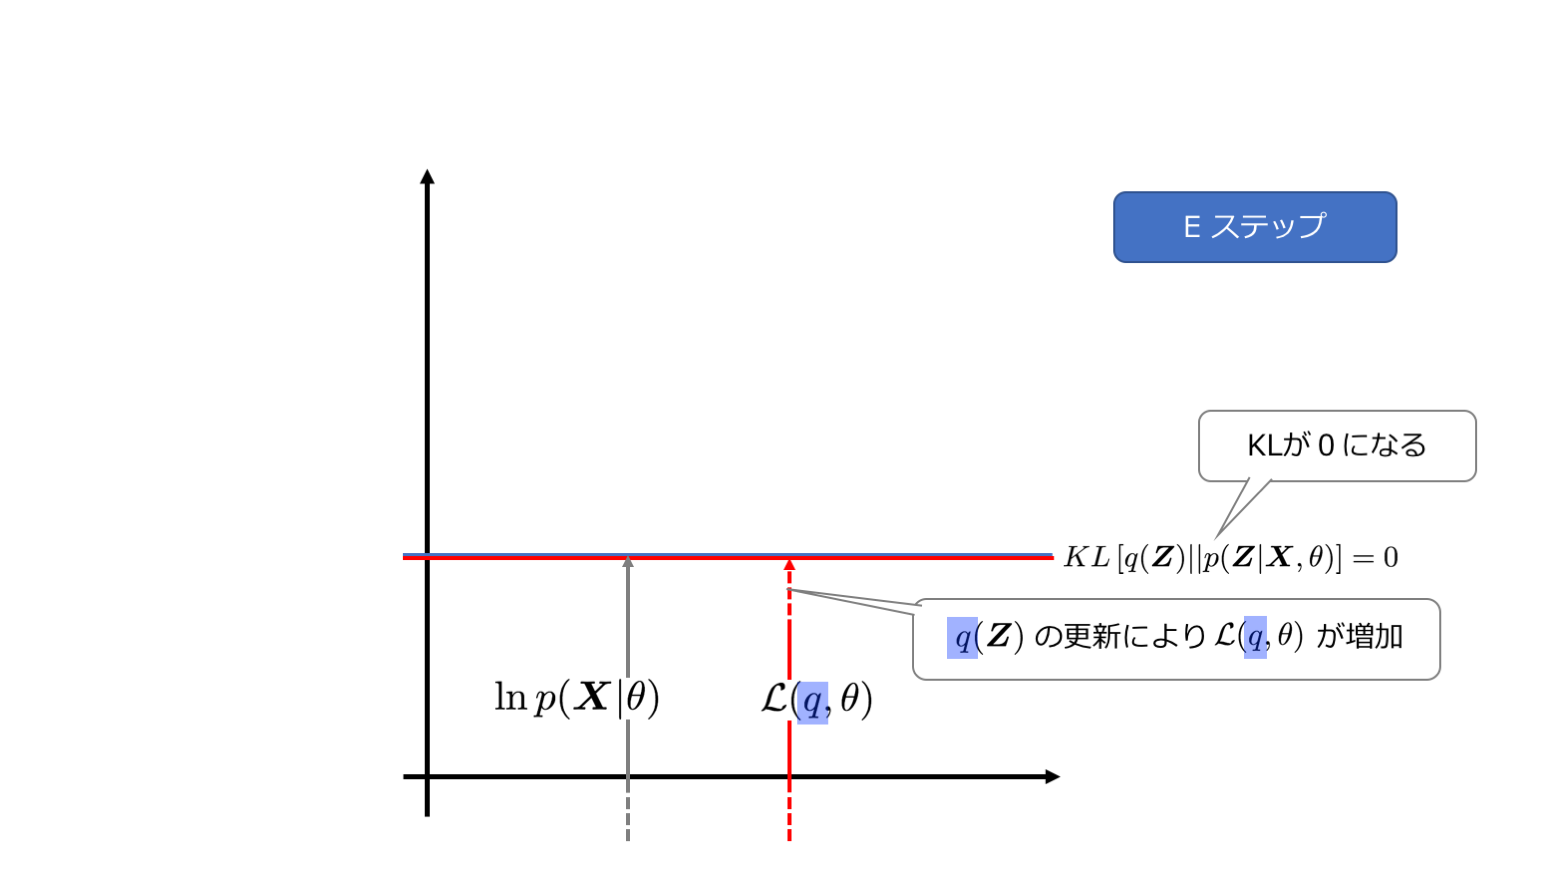 E ステップ
KLが 0 になる
KL [q(Z)||p(Z|X, θ)] = 0
q(Z) の更新により ℒ(q, θ) が増加
ln p(X|θ)
ℒ(q, θ)